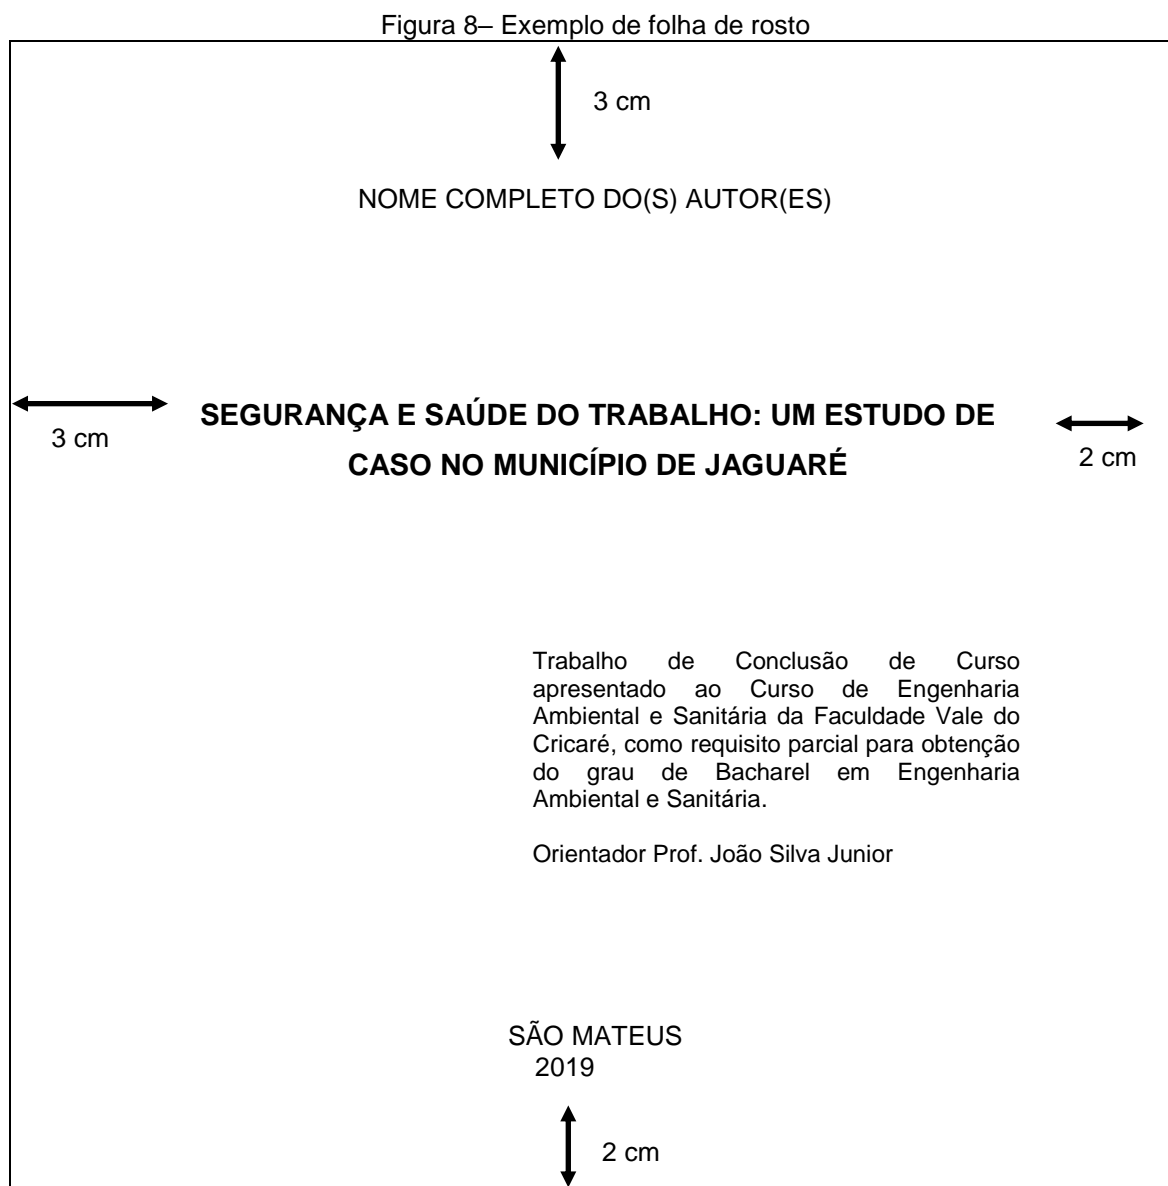 Figura 8– Exemplo de folha de rosto
3 cm
NOME COMPLETO DO(S) AUTOR(ES)
SEGURANÇA E SAÚDE DO TRABALHO: UM ESTUDO DE
CASO NO MUNICÍPIO DE JAGUARÉ
3 cm
2 cm
Trabalho de Conclusão de Curso
apresentado ao Curso de Engenharia
Ambiental e Sanitária da Faculdade Vale do
Cricaré, como requisito parcial para obtenção
do grau de Bacharel em Engenharia
Ambiental e Sanitária.
Orientador Prof. João Silva Junior
SÃO MATEUS
2019
2 cm